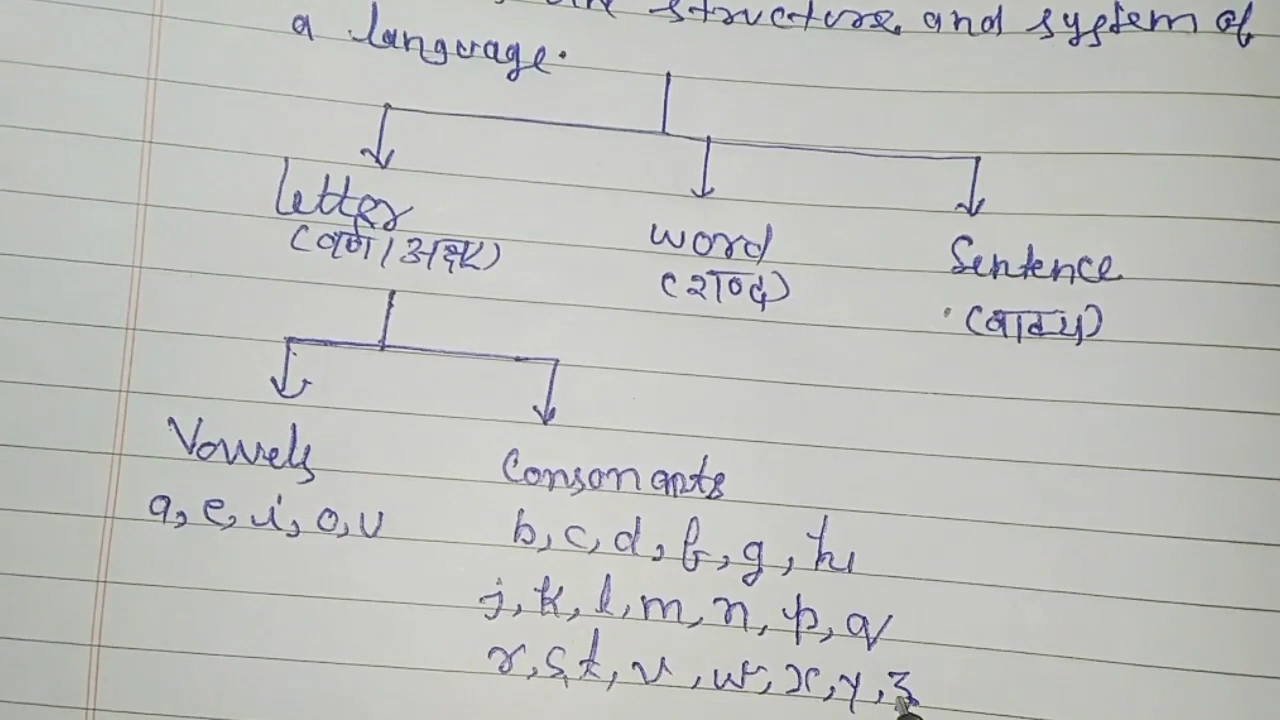 structure and system of
a language.
letter
(वर्ण/अक्षर)
word
(शब्द)
Sentence
(वाक्य)
Vowels
a, e, i, o, u
Consonants
b, c, d, f, g, h
j, k, l, m, n, p, q
r, s, t, v, w, x, y, z